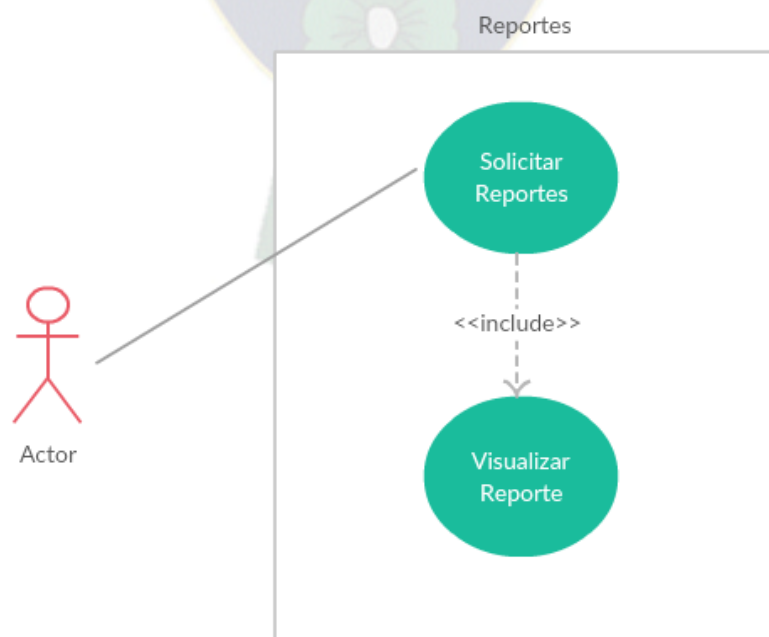 Reportes
Solicitar
Reportes
<<include>>
Actor
Visualizar
Reporte